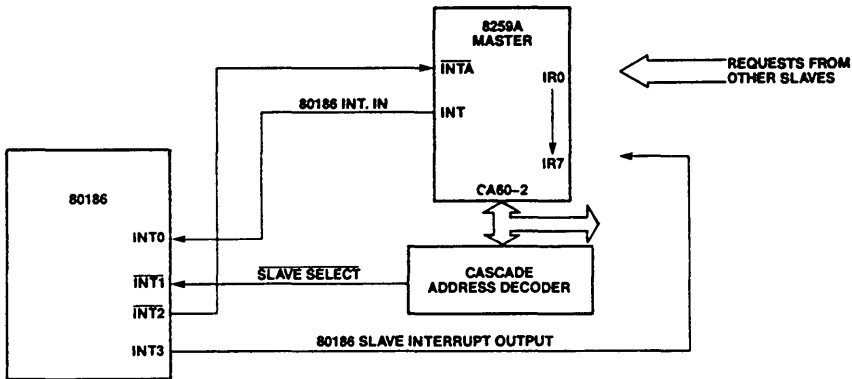 8259A
MASTER
INTA
IR0
REQUESTS FROM
OTHER SLAVES
80186 INT. IN
INT
IR7
80186
CA60-2
INT0
SLAVE SELECT
CASCADE
ADDRESS DECODER
INT1
INT2
INT3
80186 SLAVE INTERRUPT OUTPUT